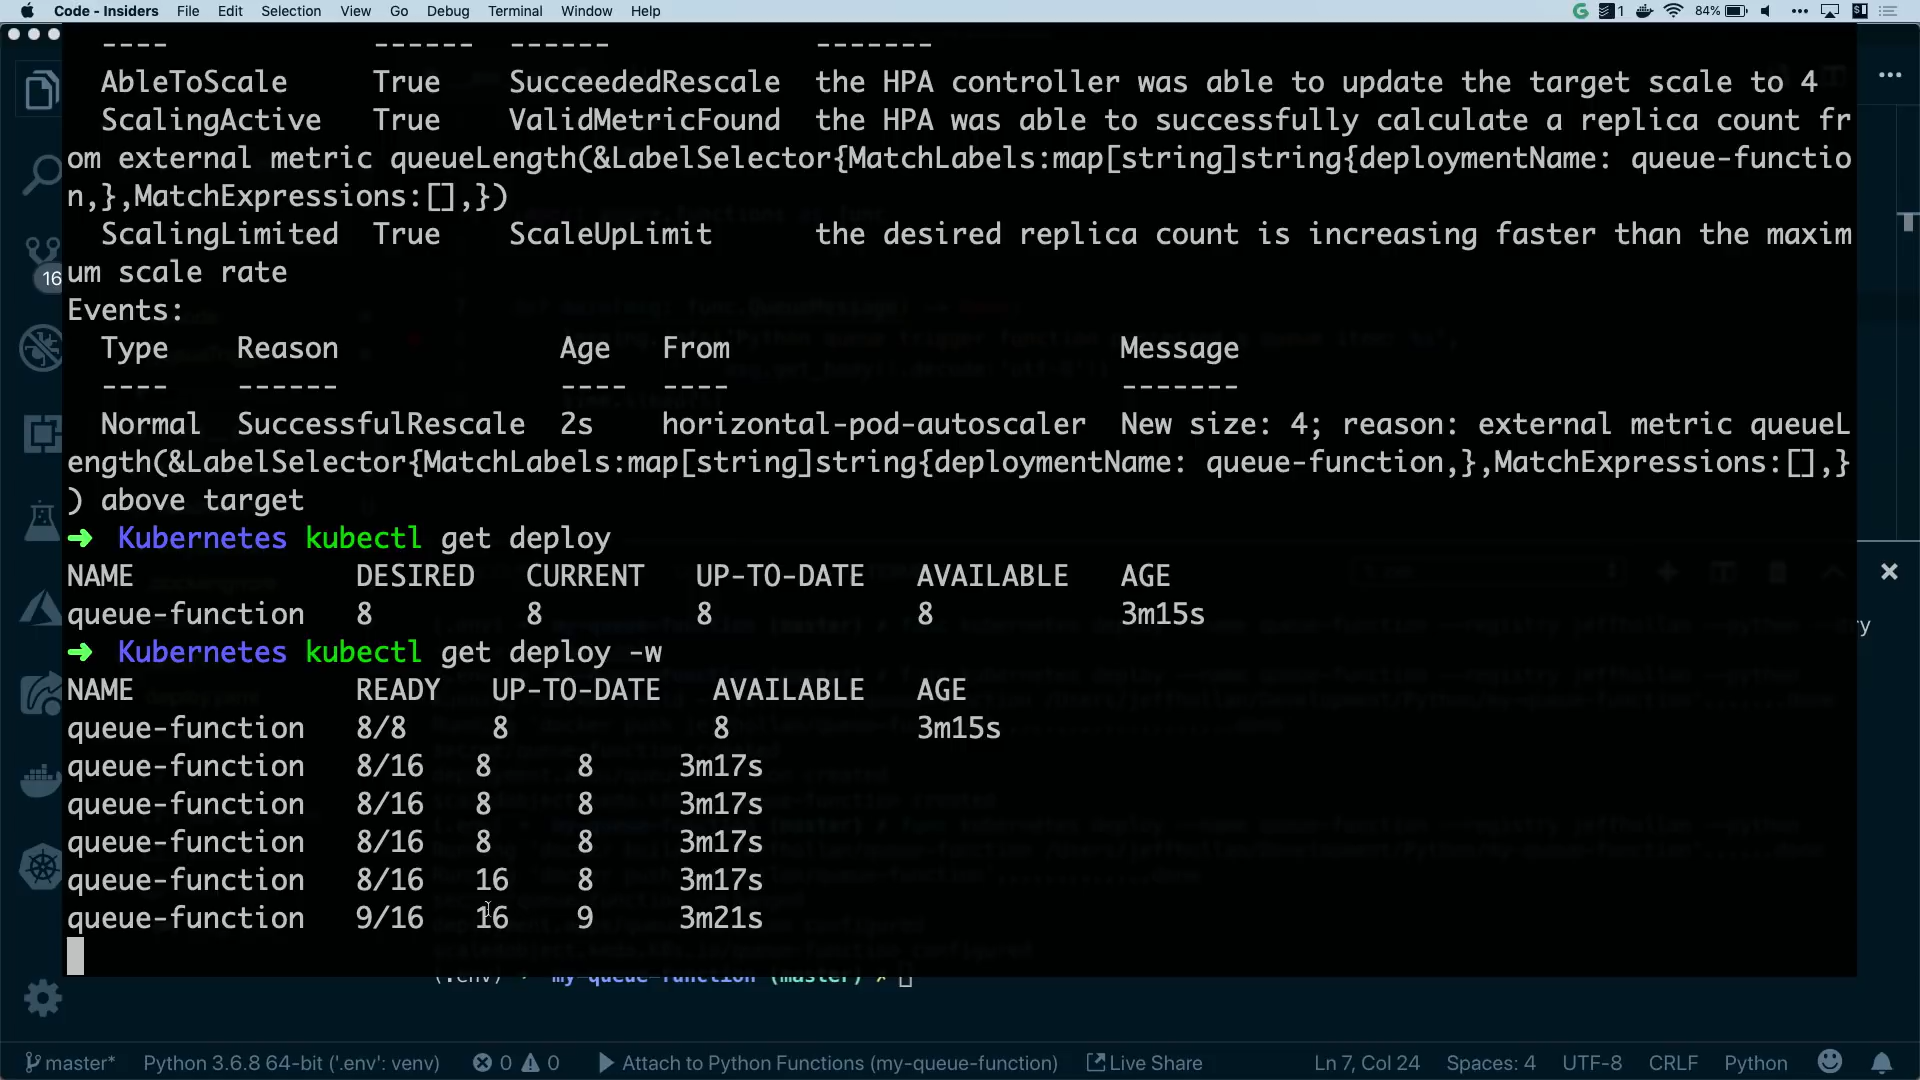 Code - Insiders File Edit Selection View Go Debug Terminal Window Help 1 84%
---- ------ ------ -------
AbleToScale True SucceededRescale the HPA controller was able to update the target scale to 4
ScalingActive True ValidMetricFound the HPA was able to successfully calculate a replica count fr
om external metric queueLength(&LabelSelector{MatchLabels:map[string]string{deploymentName: queue-functio
n,},MatchExpressions:[],})
ScalingLimited True ScaleUpLimit the desired replica count is increasing faster than the maxim
um scale rate
16
Events:
Type Reason Age From Message
---- ------ ---- ---- -------
Normal SuccessfulRescale 2s horizontal-pod-autoscaler New size: 4; reason: external metric queueL
ength(&LabelSelector{MatchLabels:map[string]string{deploymentName: queue-function,},MatchExpressions:[],}
) above target
➜ Kubernetes kubectl get deploy
NAME DESIRED CURRENT UP-TO-DATE AVAILABLE AGE
queue-function 8 8 8 8 3m15s
➜ Kubernetes kubectl get deploy -w
NAME READY UP-TO-DATE AVAILABLE AGE
queue-function 8/8 8 8 3m15s
queue-function 8/16 8 8 3m17s
queue-function 8/16 8 8 3m17s
queue-function 8/16 8 8 3m17s
queue-function 8/16 16 8 3m17s
queue-function 9/16 16 9 3m21s
(.env) my-queue-function (master)
master* Python 3.6.8 64-bit ('.env': venv) 0 0 Attach to Python Functions (my-queue-function) Live Share Ln 7, Col 24 Spaces: 4 UTF-8 CRLF Python